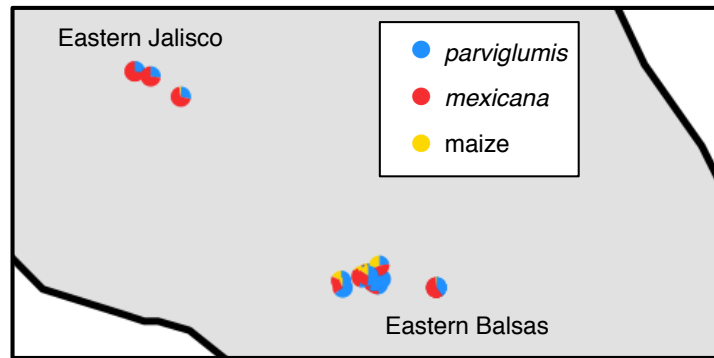 Eastern Jalisco
parviglumis
mexicana
maize
Eastern Balsas